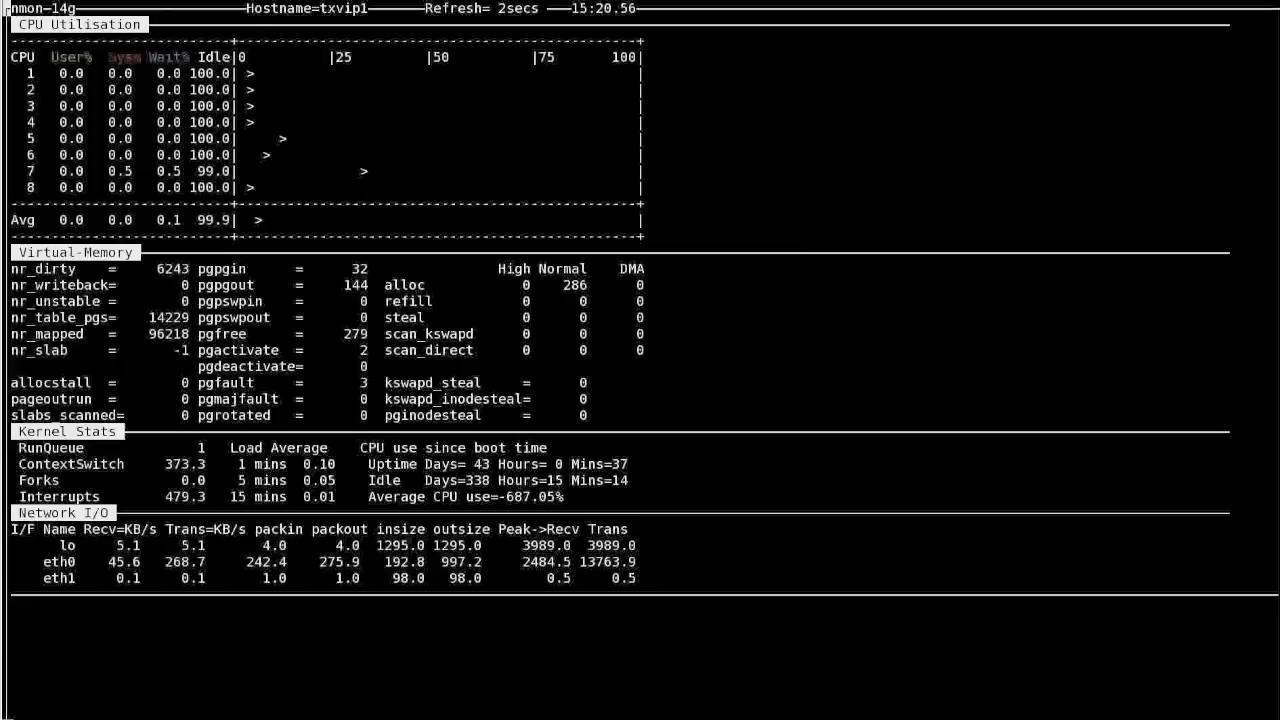 nmon-14g Hostname=txvip1 Refresh= 2secs 15:20.56
CPU Utilisation
CPU User% Sys% Wait% Idle|0 |25 |50 |75 100|
1 0.0 0.0 0.0 100.0| > |
2 0.0 0.0 0.0 100.0| > |
3 0.0 0.0 0.0 100.0| > |
4 0.0 0.0 0.0 100.0| > |
5 0.0 0.0 0.0 100.0| > |
6 0.0 0.0 0.0 100.0| > |
7 0.0 0.5 0.5 99.0| > |
8 0.0 0.0 0.0 100.0| > |
Avg 0.0 0.0 0.1 99.9| > |
Virtual-Memory
nr_dirty = 6243 pgpgin = 32 High Normal DMA
nr_writeback= 0 pgpgout = 144 alloc 0 286 0
nr_unstable = 0 pgpswpin = 0 refill 0 0 0
nr_table_pgs= 14229 pgpswpout = 0 steal 0 0 0
nr_mapped = 96218 pgfree = 279 scan_kswapd 0 0 0
nr_slab = -1 pgactivate = 2 scan_direct 0 0 0
pgdeactivate= 0
allocstall = 0 pgfault = 3 kswapd_steal = 0
pageoutrun = 0 pgmajfault = 0 kswapd_inodesteal= 0
slabs_scanned= 0 pgrotated = 0 pginodesteal = 0
Kernel Stats
RunQueue 1 Load Average CPU use since boot time
ContextSwitch 373.3 1 mins 0.10 Uptime Days= 43 Hours= 0 Mins=37
Forks 0.0 5 mins 0.05 Idle Days=338 Hours=15 Mins=14
Interrupts 479.3 15 mins 0.01 Average CPU use=-687.05%
Network I/O
I/F Name Recv=KB/s Trans=KB/s packin packout insize outsize Peak->Recv Trans
lo 5.1 5.1 4.0 4.0 1295.0 1295.0 3989.0 3989.0
eth0 45.6 268.7 242.4 275.9 192.8 997.2 2484.5 13763.9
eth1 0.1 0.1 1.0 1.0 98.0 98.0 0.5 0.5